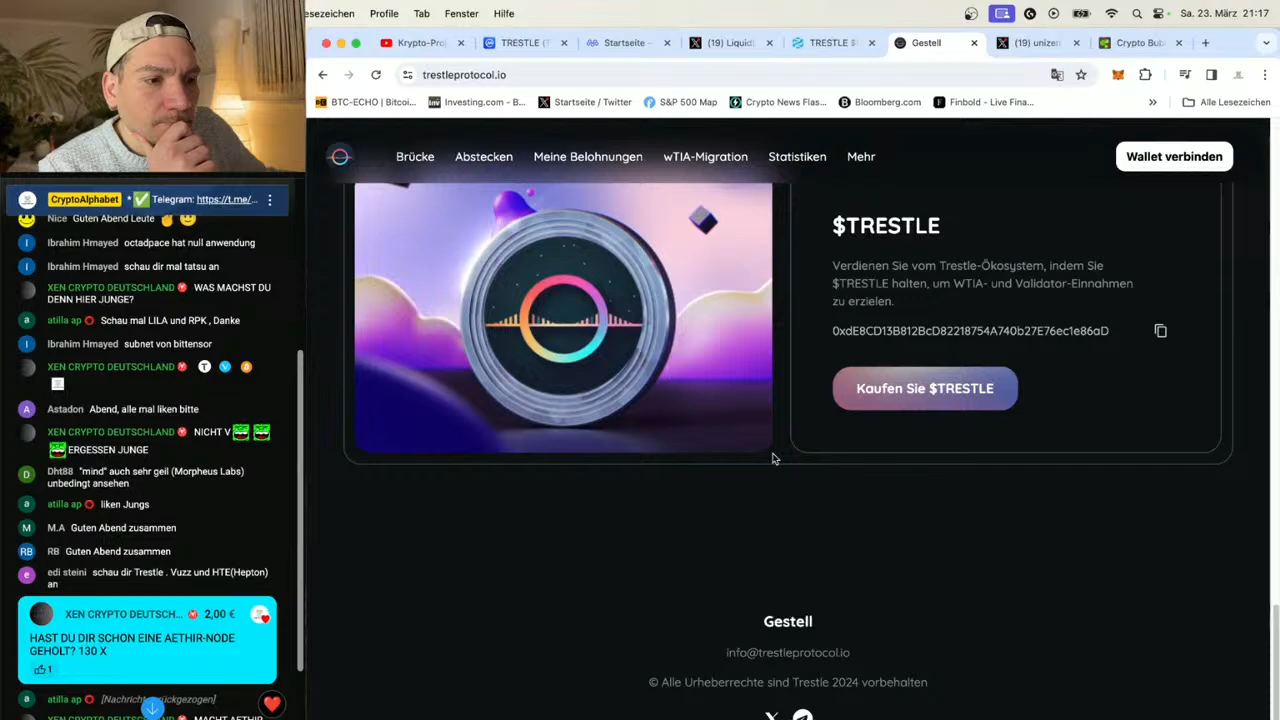 esezeichen Profile Tab Fenster Hilfe
Sa. 23. März 21:17
Krypto-Pro
TRESTLE (T
Startseite -
(19) Liquid
TRESTLE $
Gestell
(19) unizen
Crypto Bub
trestleprotocol.io
BTC-ECHO | Bitcoi...
Investing.com - B...
Startseite / Twitter
S&P 500 Map
Crypto News Flas...
Bloomberg.com
Finbold - Live Fina...
»
Alle Lesezeichen
Brücke
Abstecken
Meine Belohnungen
wTIA-Migration
Statistiken
Mehr
Wallet verbinden
CryptoAlphabet * ✅ Telegram: https://t.me/...
Nice Guten Abend Leute
Ibrahim Hmayed octadpace hat null anwendung
Ibrahim Hmayed schau dir mal tatsu an
XEN CRYPTO DEUTSCHLAND WAS MACHST DU
DENN HIER JUNGE?
atilla ap Schau mal LILA und RPK , Danke
Ibrahim Hmayed subnet von bittensor
XEN CRYPTO DEUTSCHLAND
Astadon Abend, alle mal liken bitte
XEN CRYPTO DEUTSCHLAND NICHT V
ERGESSEN JUNGE
Dht88 "mind" auch sehr geil (Morpheus Labs)
unbedingt ansehen
atilla ap liken Jungs
M.A Guten Abend zusammen
RB Guten Abend zusammen
edi steini schau dir Trestle . Vuzz und HTE(Hepton)
an
XEN CRYPTO DEUTSCH... 2,00 €
HAST DU DIR SCHON EINE AETHIR-NODE
GEHOLT? 130 X
1
atilla ap
XEN CRYPTO DEUTSCHLAND MACHT AETHIR
$TRESTLE
Verdienen Sie vom Trestle-Ökosystem, indem Sie
$TRESTLE halten, um WTIA- und Validator-Einnahmen
zu erzielen.
0xdE8CD13B812BcD82218754A740b27E76ec1e86aD
Kaufen Sie $TRESTLE
Gestell
info@trestleprotocol.io
© Alle Urheberrechte sind Trestle 2024 vorbehalten